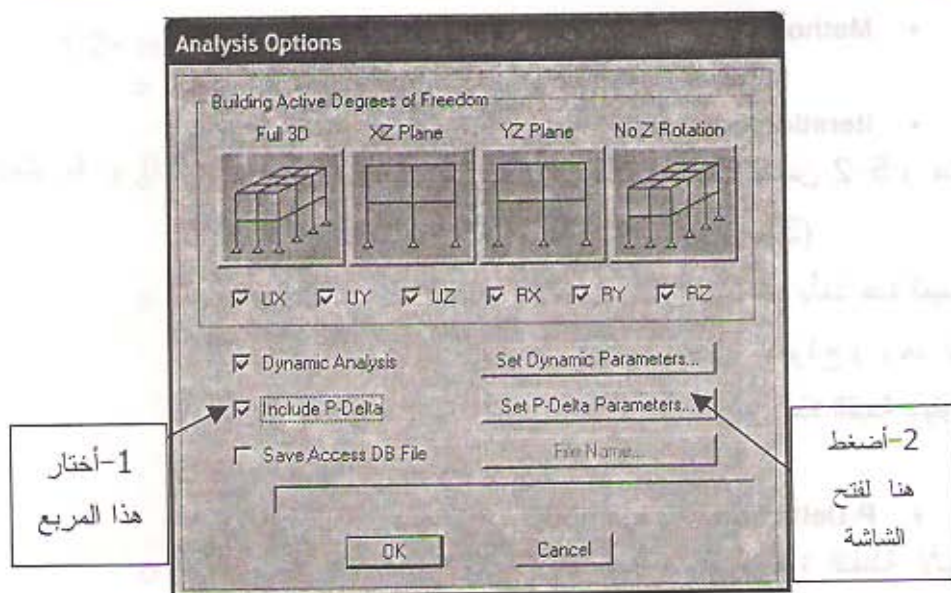 Analysis Options
Building Active Degrees of Freedom
Full 3D XZ Plane YZ Plane No Z Rotation
UX UY UZ RX RY RZ
Dynamic Analysis Set Dynamic Parameters...
Include P-Delta Set P-Delta Parameters...
Save Access DB File File Name...
OK Cancel
1-أختار
هذا المربع
2-أضغط
هنا لفتح
الشاشة